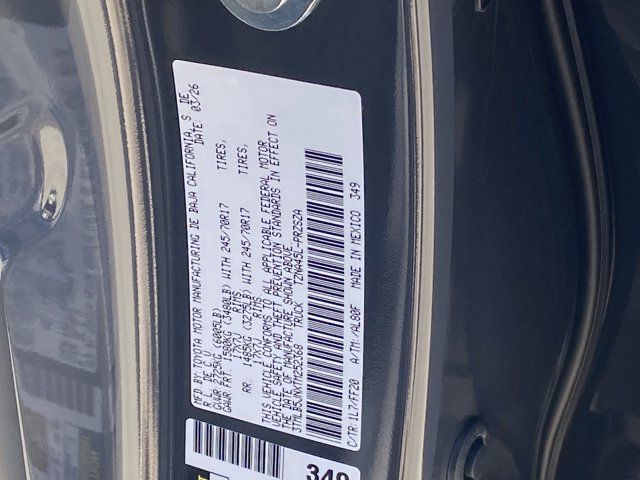 MFD BY: TOYOTA MOTOR MANUFACTURING DE BAJA CALIFORNIA, S. DE
R. L. DE C.V. DATE: 03/26
GVWR 2725KG (6005LB)
GAWR FRT. 1580KG (3480LB) WITH 245/70R17 TIRES,
17X7J RIMS
RR. 1485KG (3275LB) WITH 245/70R17 TIRES,
17X7J RIMS
THIS VEHICLE CONFORMS TO ALL APPLICABLE FEDERAL MOTOR
VEHICLE SAFETY AND THEFT PREVENTION STANDARDS IN EFFECT ON
THE DATE OF MANUFACTURE SHOWN ABOVE.
TRUCK
C/TR:1L7/FF20 A/TM:-/AL80F MADE IN MEXICO 349
349